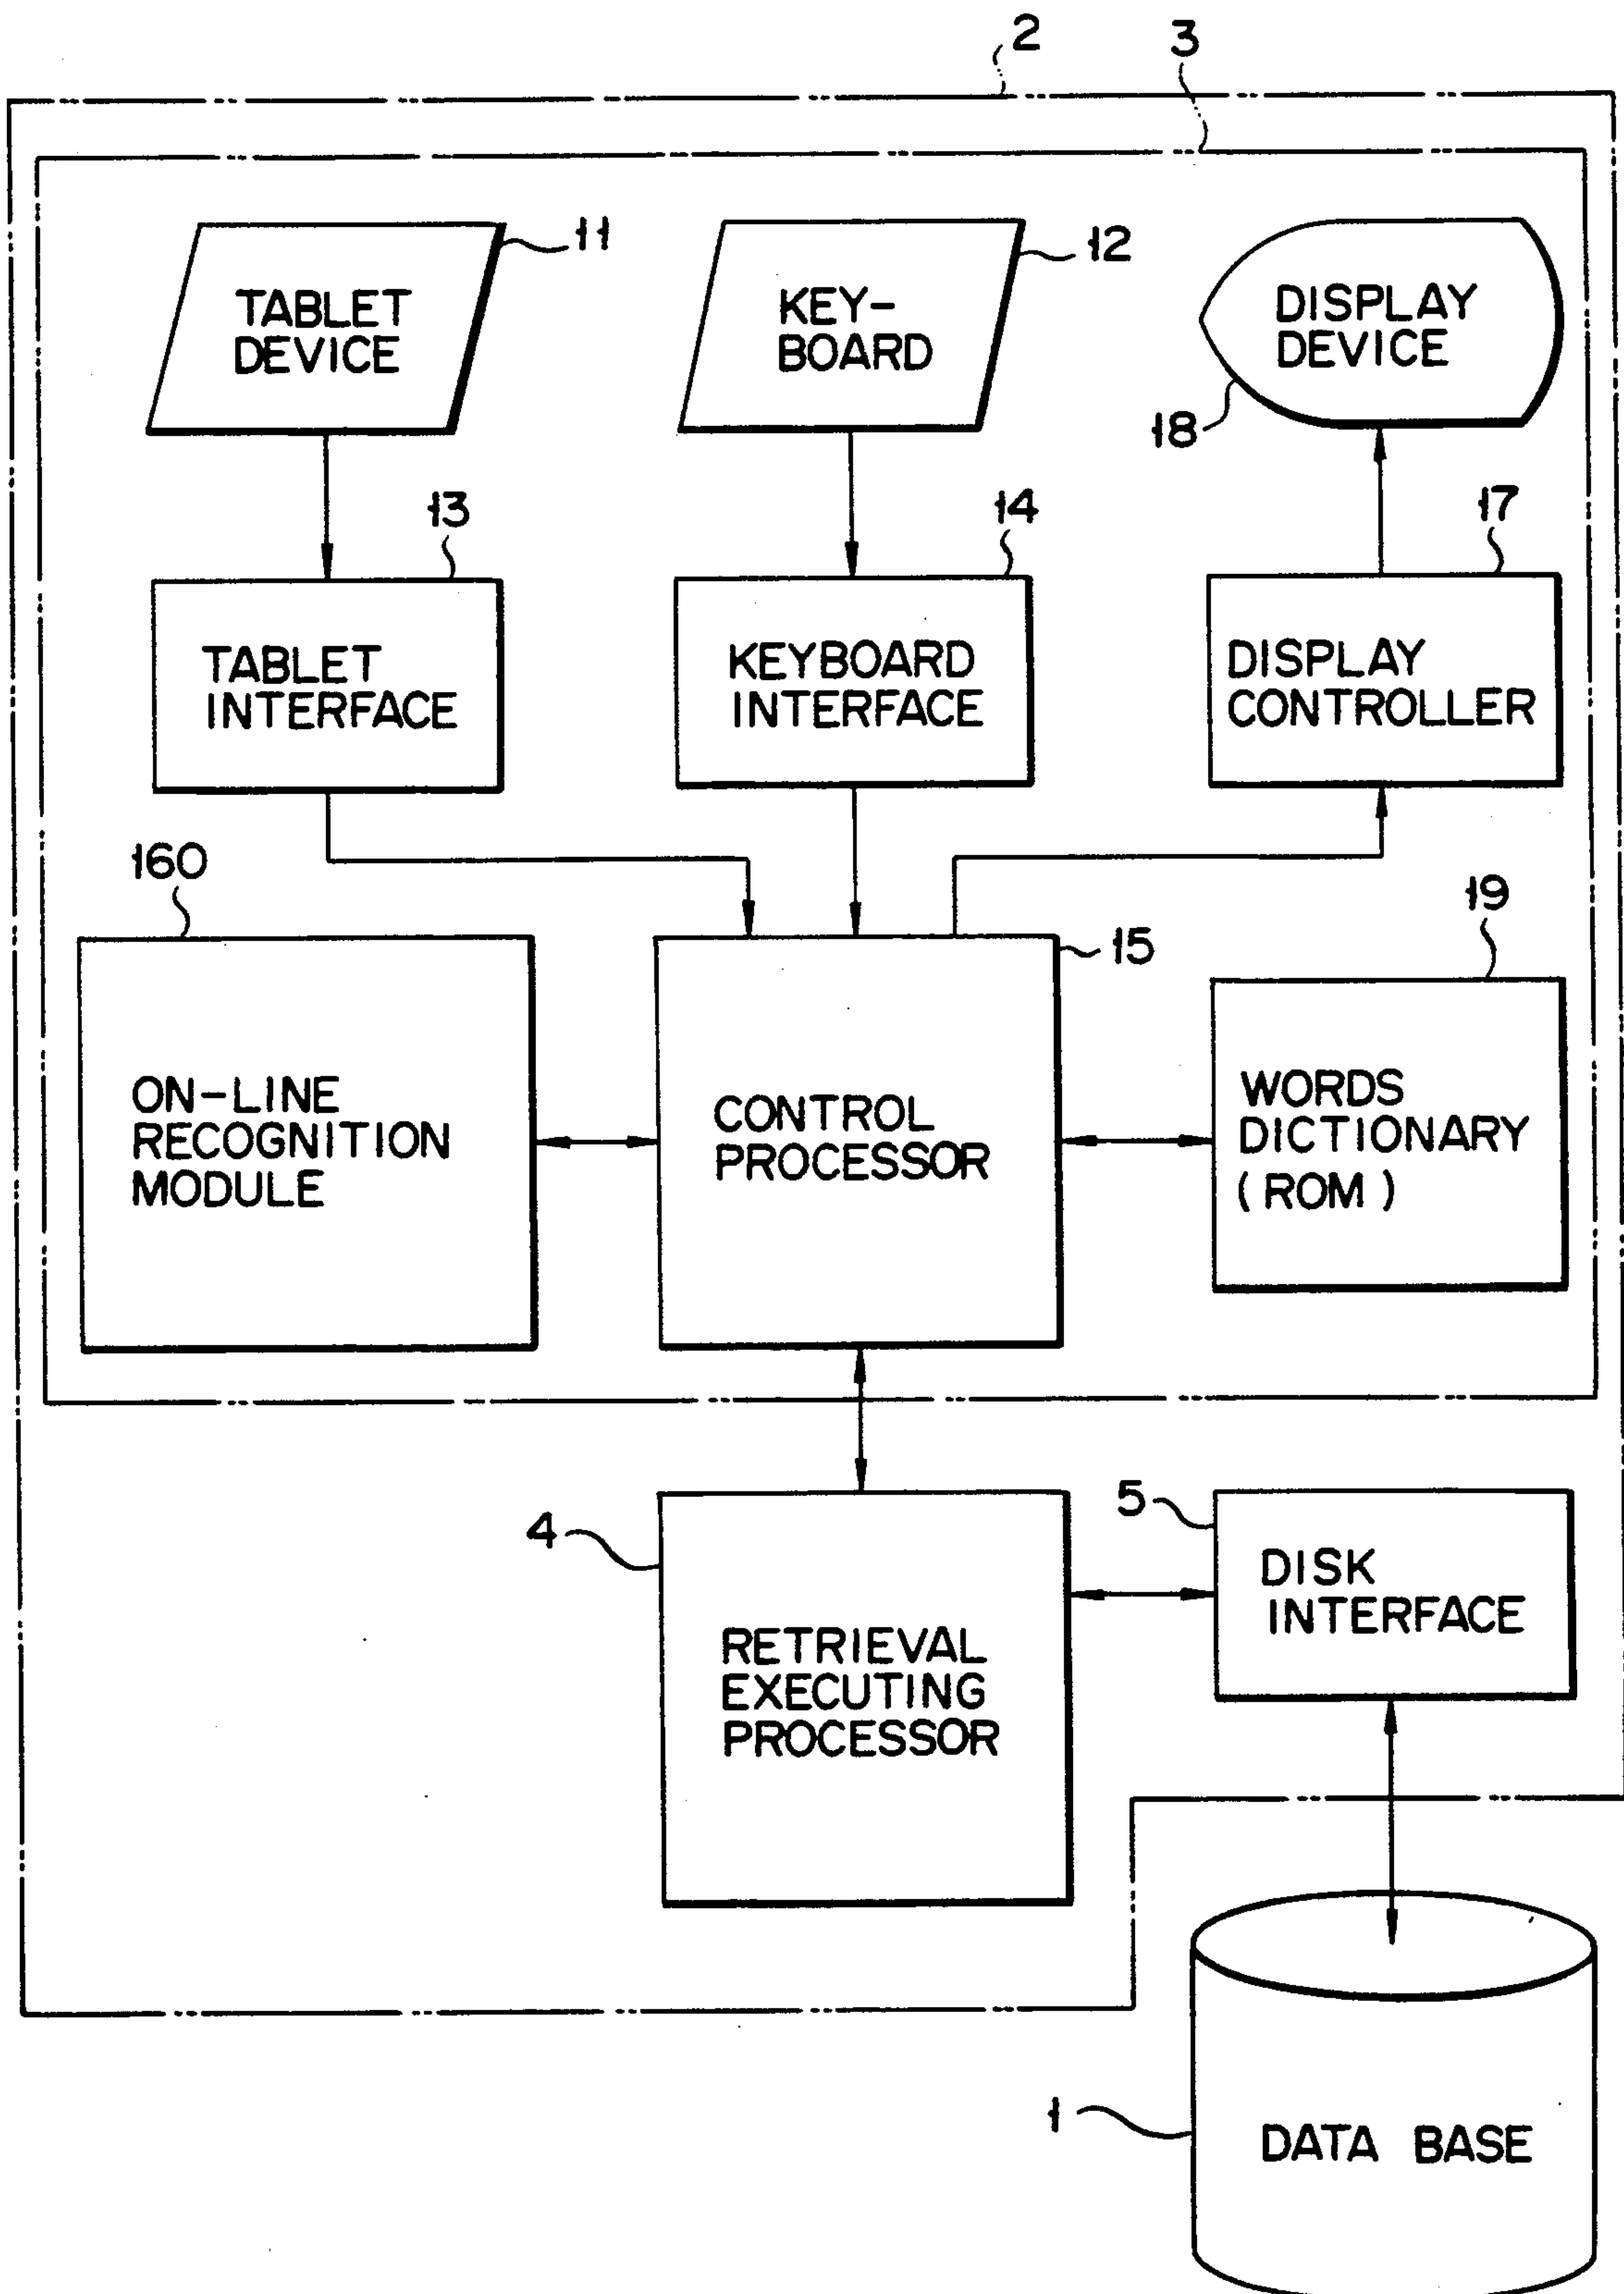 2
3
11
TABLET
DEVICE
12
KEY-
BOARD
DISPLAY
DEVICE
18
13
TABLET
INTERFACE
14
KEYBOARD
INTERFACE
17
DISPLAY
CONTROLLER
160
ON-LINE
RECOGNITION
MODULE
15
CONTROL
PROCESSOR
19
WORDS
DICTIONARY
(ROM)
4
RETRIEVAL
EXECUTING
PROCESSOR
5
DISK
INTERFACE
1
DATA BASE